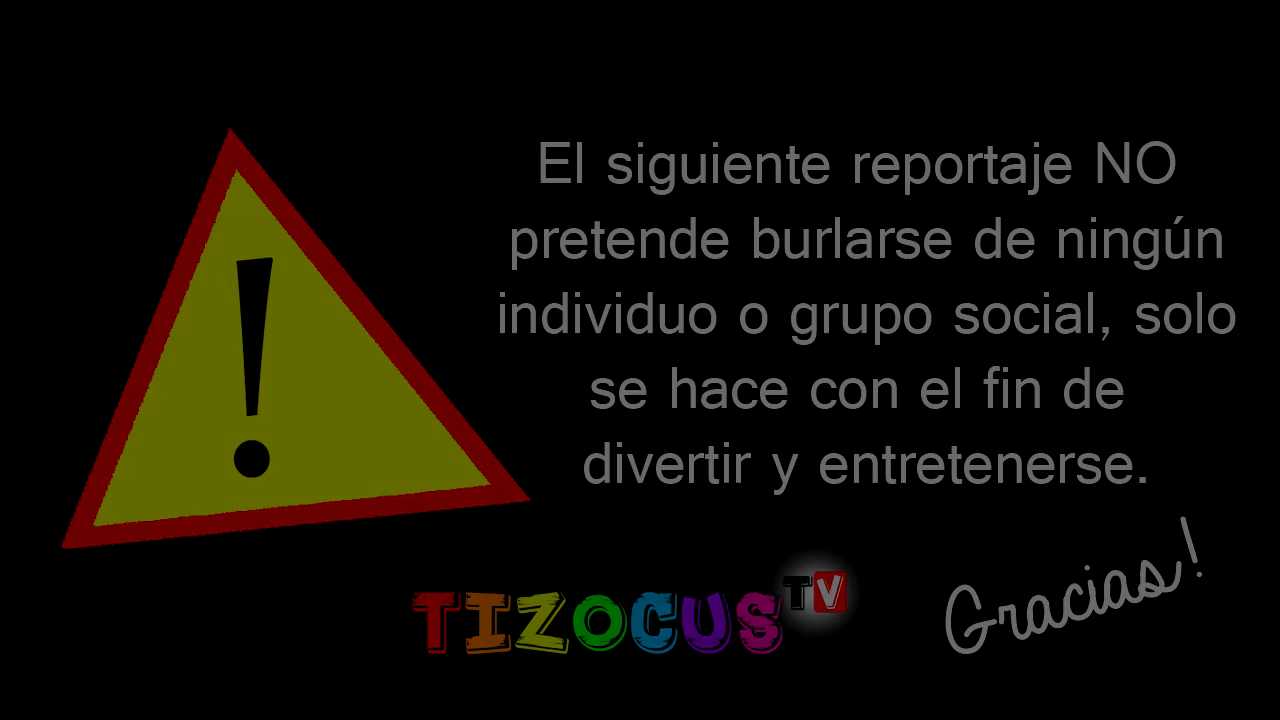 El siguiente reportaje NO
pretende burlarse de ningún
individuo o grupo social, solo
se hace con el fin de
divertir y entretenerse.
Gracias!
TIZOCUS TV